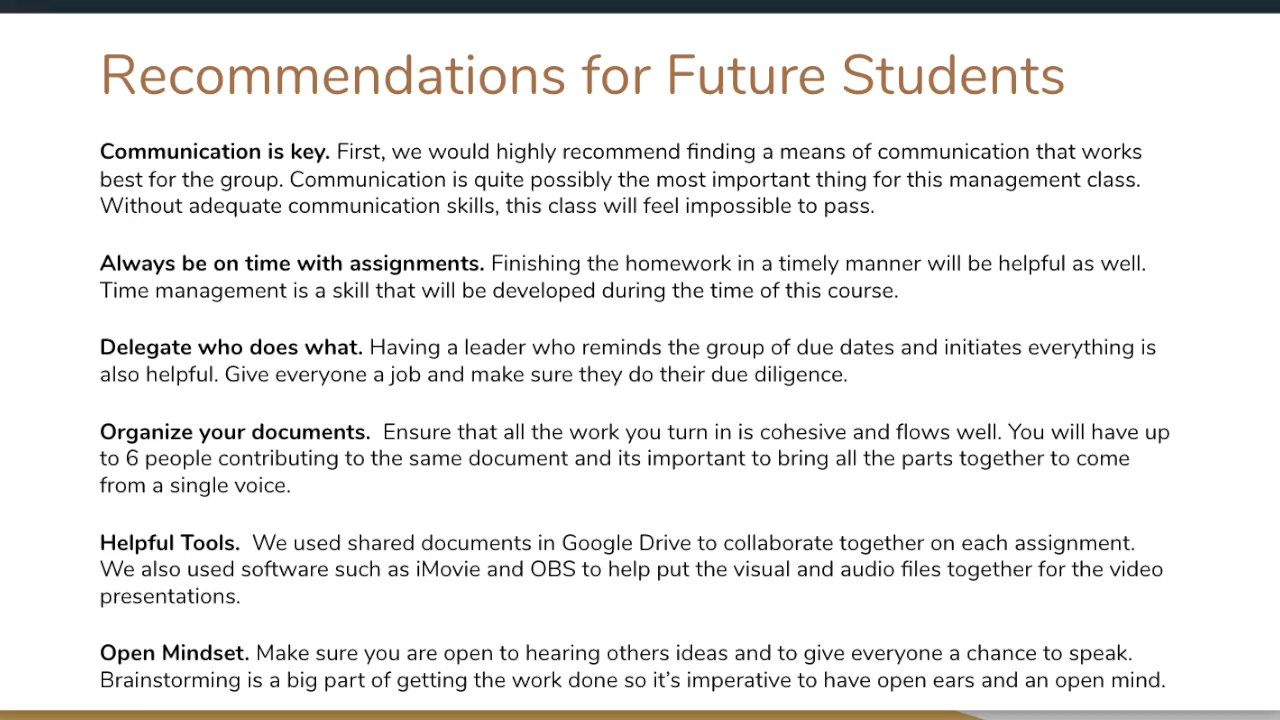 Recommendations for Future Students
Communication is key. First, we would highly recommend finding a means of communication that works
best for the group. Communication is quite possibly the most important thing for this management class.
Without adequate communication skills, this class will feel impossible to pass.
Always be on time with assignments. Finishing the homework in a timely manner will be helpful as well.
Time management is a skill that will be developed during the time of this course.
Delegate who does what. Having a leader who reminds the group of due dates and initiates everything is
also helpful. Give everyone a job and make sure they do their due diligence.
Organize your documents.  Ensure that all the work you turn in is cohesive and flows well. You will have up
to 6 people contributing to the same document and its important to bring all the parts together to come
from a single voice.
Helpful Tools.  We used shared documents in Google Drive to collaborate together on each assignment.
We also used software such as iMovie and OBS to help put the visual and audio files together for the video
presentations.
Open Mindset. Make sure you are open to hearing others ideas and to give everyone a chance to speak.
Brainstorming is a big part of getting the work done so it’s imperative to have open ears and an open mind.